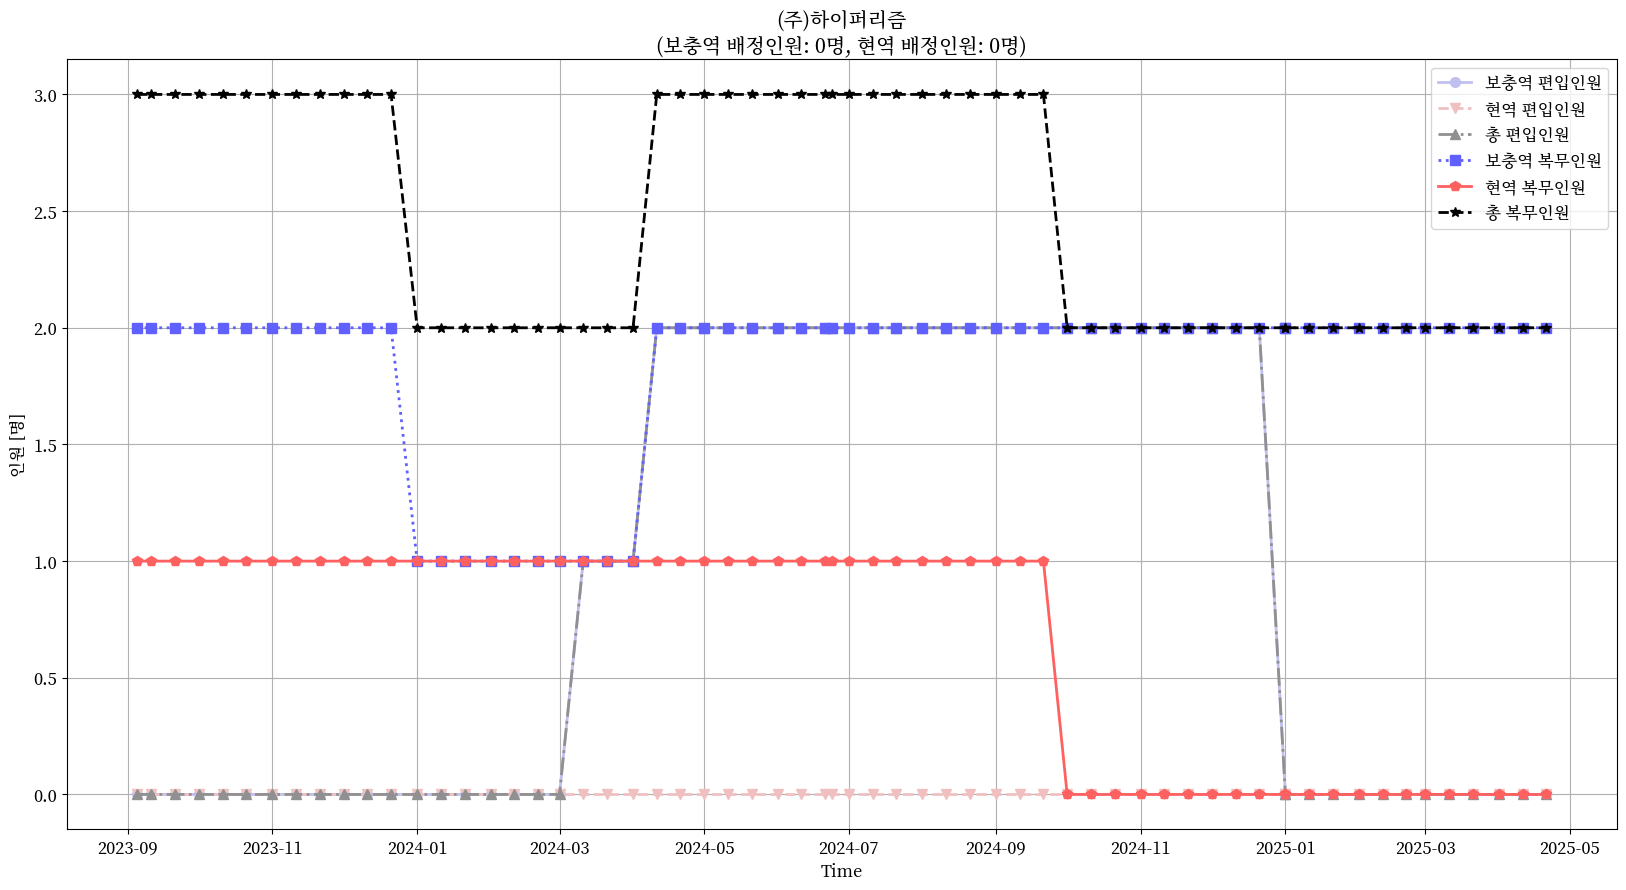 (주)하이퍼리즘
(보충역 배정인원: 0명, 현역 배정인원: 0명)
보충역 편입인원
현역 편입인원
총 편입인원
보충역 복무인원
현역 복무인원
총 복무인원
인원 [명]
3.0
2.5
2.0
1.5
1.0
0.5
0.0
2023-09 2023-11 2024-01 2024-03 2024-05 2024-07 2024-09 2024-11 2025-01 2025-03 2025-05
Time